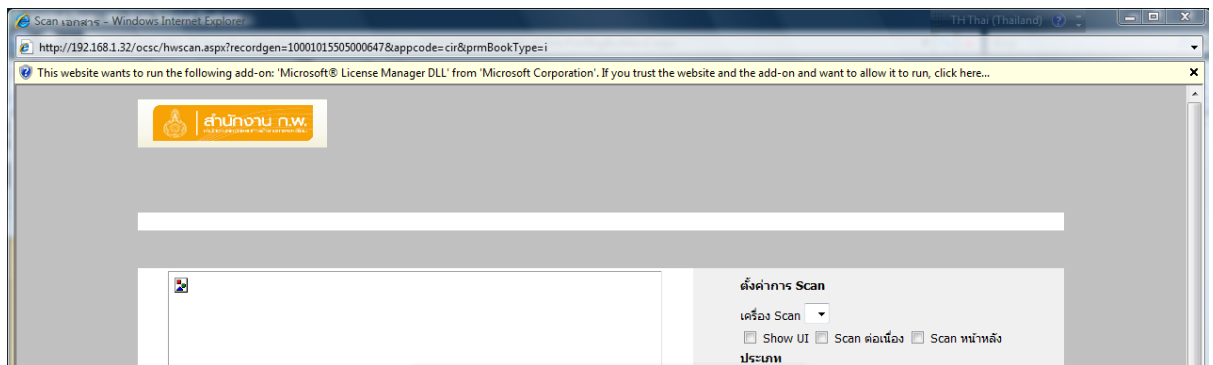 Scan เอกสาร - Windows Internet Explorer
TH Thai (Thailand)
http://192.168.1.32/ocsc/hwscan.aspx?recordgen=10001015505000647&appcode=cir&prmBookType=i
This website wants to run the following add-on: 'Microsoft® License Manager DLL' from 'Microsoft Corporation'. If you trust the website and the add-on and want to allow it to run, click here...
สำนักงาน ก.พ.
ตั้งค่าการ Scan
เครื่อง Scan
Show UI Scan ต่อเนื่อง Scan หน้าหลัง
ประเภท